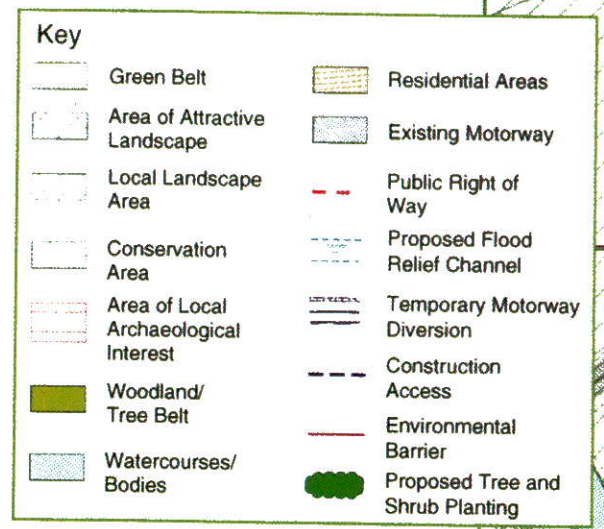 Key
Green Belt
Area of Attractive
Landscape
Local Landscape
Area
Conservation
Area
Area of Local
Archaeological
Interest
Woodland/
Tree Belt
Watercourses/
Bodies
Residential Areas
Existing Motorway
Public Right of
Way
Proposed Flood
Relief Channel
Temporary Motorway
Diversion
Construction
Access
Environmental
Barrier
Proposed Tree and
Shrub Planting